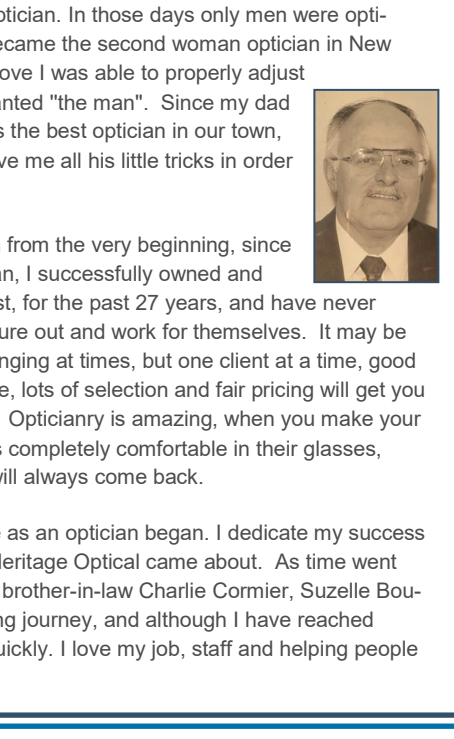 ptician. In those days only men were opti-
ecame the second woman optician in New
ove I was able to properly adjust
anted "the man".  Since my dad
s the best optician in our town,
ve me all his little tricks in order
from the very beginning, since
an, I successfully owned and
st, for the past 27 years, and have never
ure out and work for themselves.  It may be
nging at times, but one client at a time, good
e, lots of selection and fair pricing will get you
Opticianry is amazing, when you make your
s completely comfortable in their glasses,
will always come back.
e as an optician began. I dedicate my success
Heritage Optical came about.  As time went
brother-in-law Charlie Cormier, Suzelle Bou-
ng journey, and although I have reached
uickly. I love my job, staff and helping people